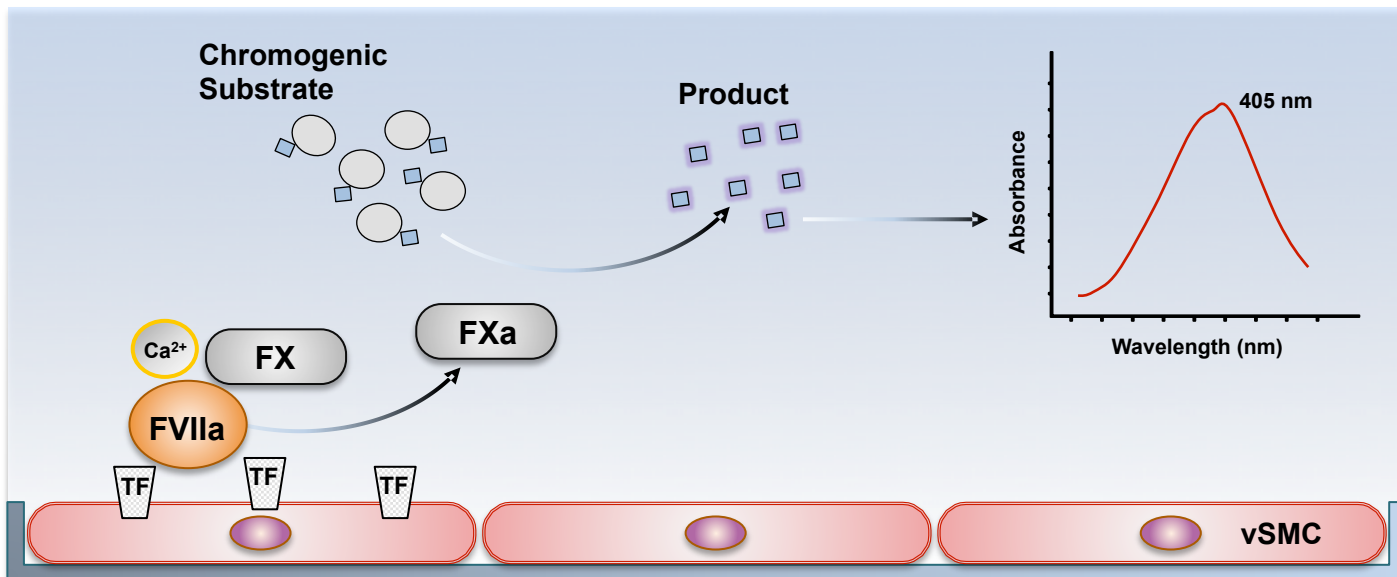 Chromogenic
Substrate
Product
405 nm
Absorbance
Wavelength (nm)
Ca²⁺
FX
FXa
FVIIa
TF
TF
TF
vSMC